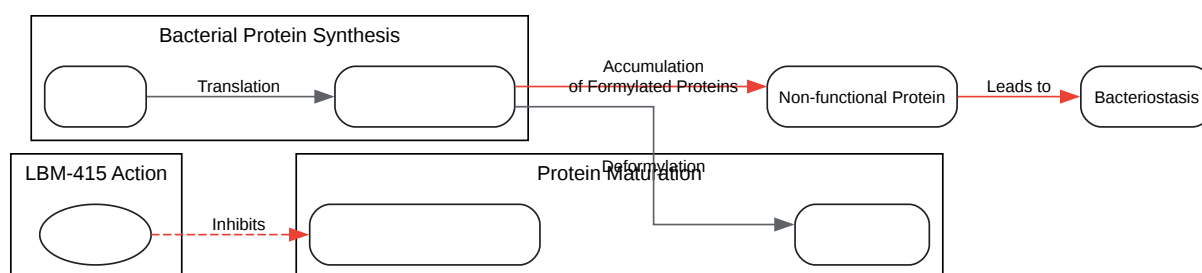 Bacterial Protein Synthesis
Translation
Accumulation
of Formylated Proteins
Non-functional Protein
Leads to
Bacteriostasis
LBM-415 Action
Deformylation
Protein Maturation
Inhibits